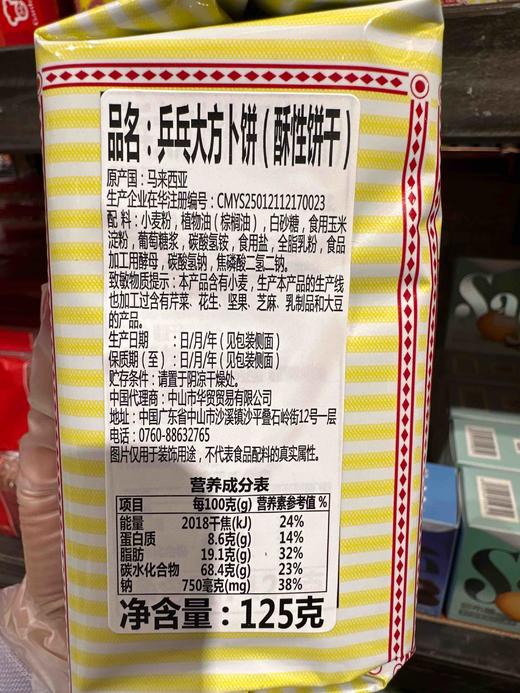 品名：乒乓大方卜饼（酥性饼干）
原产国：马来西亚
生产企业在华注册编号：CMYS25012112170023
配 料：小麦粉，植物油（棕榈油），白砂糖，食用玉米
淀粉，葡萄糖浆，碳酸氢铵，食用盐，全脂乳粉，食品
加工用酵母，碳酸氢钠，焦磷酸二氢二钠。
致敏物质提示：本产品含有小麦，生产本产品的生产线
也加工过含有芹菜、花生、坚果、芝麻、乳制品和大豆
的产品。
生产日期 ：日/月/年（见包装侧面）
保质期（至）：日/月/年（见包装侧面）
贮存条件：请置于阴凉干燥处。
中国代理商：中山市华贸贸易有限公司
地址：中国广东省中山市沙溪镇沙平叠石岭街12号一层
电话：0760-88632765
图片仅用于装饰用途，不代表食品配料的真实属性。
营养成分表
项目 每100克(g) 营养素参考值 %
能量 2018千焦(kJ) 24%
蛋白质 8.6克(g) 14%
脂肪 19.1克(g) 32%
碳水化合物 68.4克(g) 23%
钠 750毫克(mg) 38%
净含量：125克